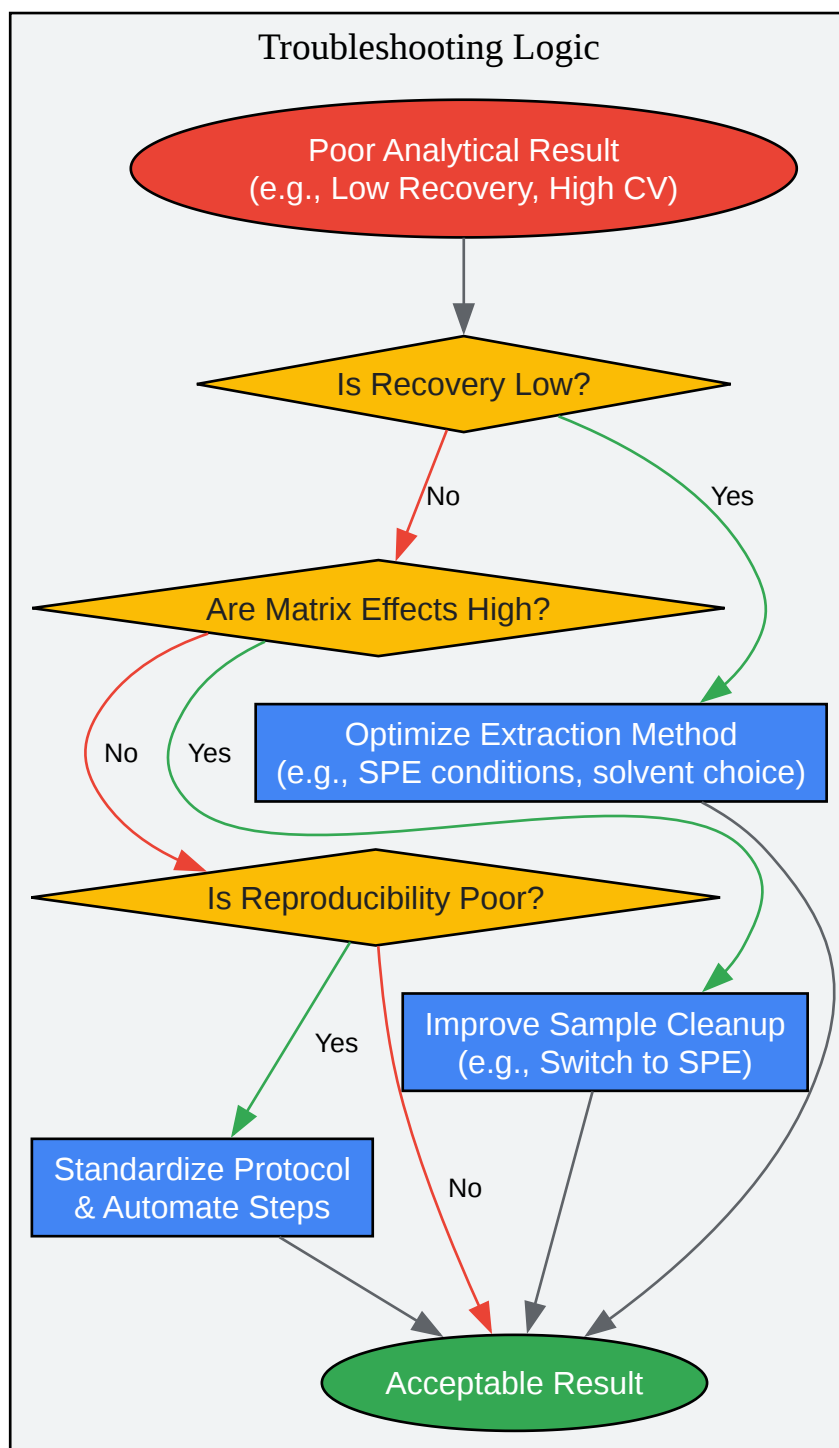 Troubleshooting Logic
Poor Analytical Result
(e.g., Low Recovery, High CV)
Is Recovery Low?
No
Yes
Are Matrix Effects High?
Optimize Extraction Method
(e.g., SPE conditions, solvent choice)
No
Yes
Is Reproducibility Poor?
Improve Sample Cleanup
(e.g., Switch to SPE)
Yes
Standardize Protocol
& Automate Steps
No
Acceptable Result